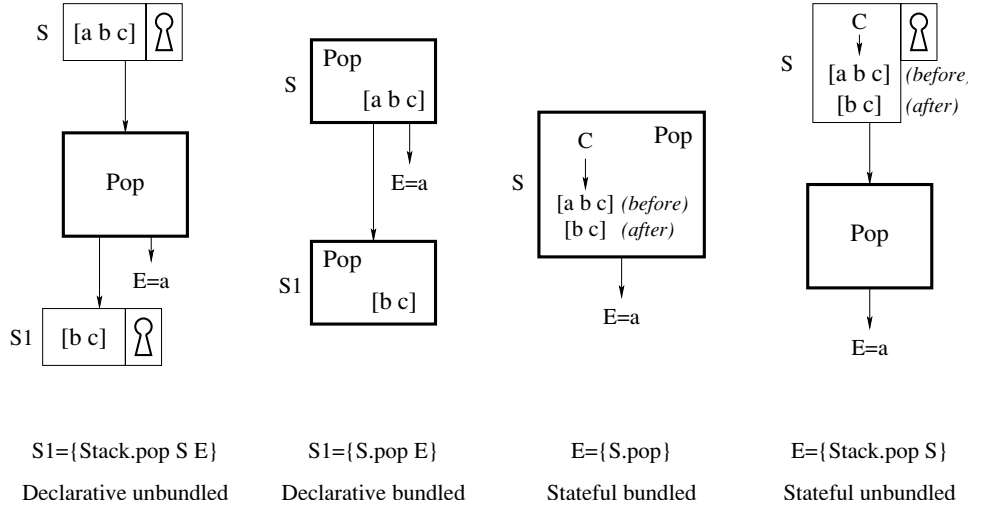 S
[a b c]
Pop
E=a
S1
[b c]
S1={Stack.pop S E}
Declarative unbundled
Pop
S
[a b c]
E=a
Pop
S1
[b c]
S1={S.pop E}
Declarative bundled
C
Pop
S
[a b c] (before)
[b c] (after)
E=a
E={S.pop}
Stateful bundled
C
S
[a b c] (before)
[b c] (after)
Pop
E=a
E={Stack.pop S}
Stateful unbundled